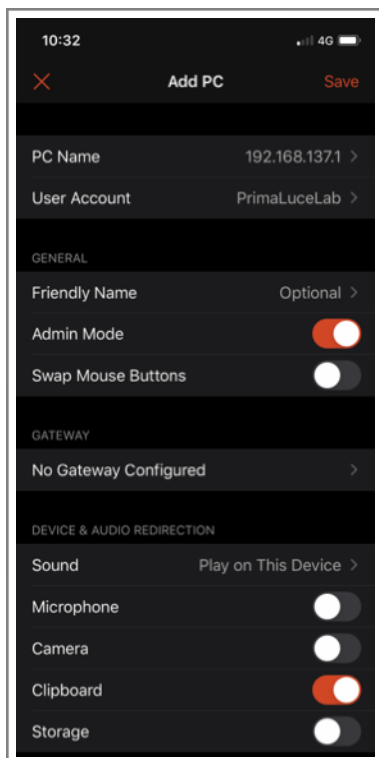 10:32 4G
Add PC Save
PC Name 192.168.137.1
User Account PrimaLuceLab
GENERAL
Friendly Name Optional
Admin Mode
Swap Mouse Buttons
GATEWAY
No Gateway Configured
DEVICE & AUDIO REDIRECTION
Sound Play on This Device
Microphone
Camera
Clipboard
Storage